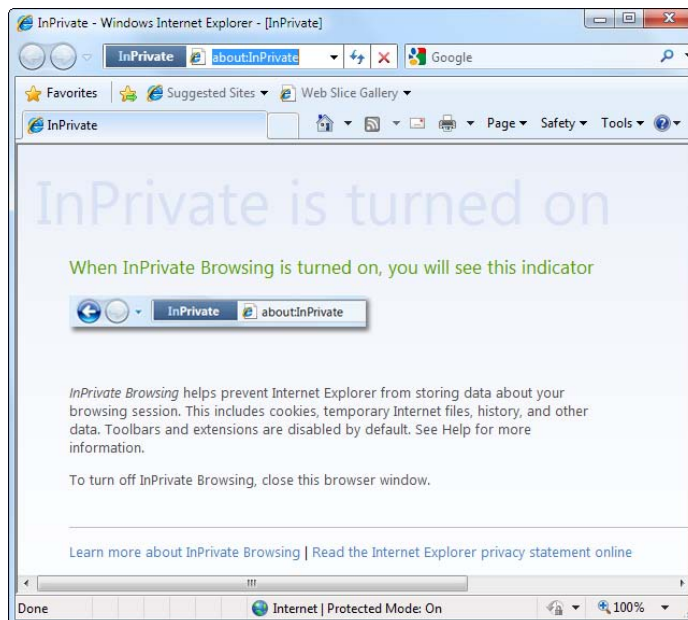 InPrivate - Windows Internet Explorer - [InPrivate]
InPrivate about:InPrivate Google
Favorites Suggested Sites Web Slice Gallery
InPrivate Page Safety Tools
InPrivate is turned on
When InPrivate Browsing is turned on, you will see this indicator
InPrivate about:InPrivate
InPrivate Browsing helps prevent Internet Explorer from storing data about your
browsing session. This includes cookies, temporary Internet files, history, and other
data. Toolbars and extensions are disabled by default. See Help for more
information.
To turn off InPrivate Browsing, close this browser window.
Learn more about InPrivate Browsing | Read the Internet Explorer privacy statement online
Done Internet | Protected Mode: On 100%